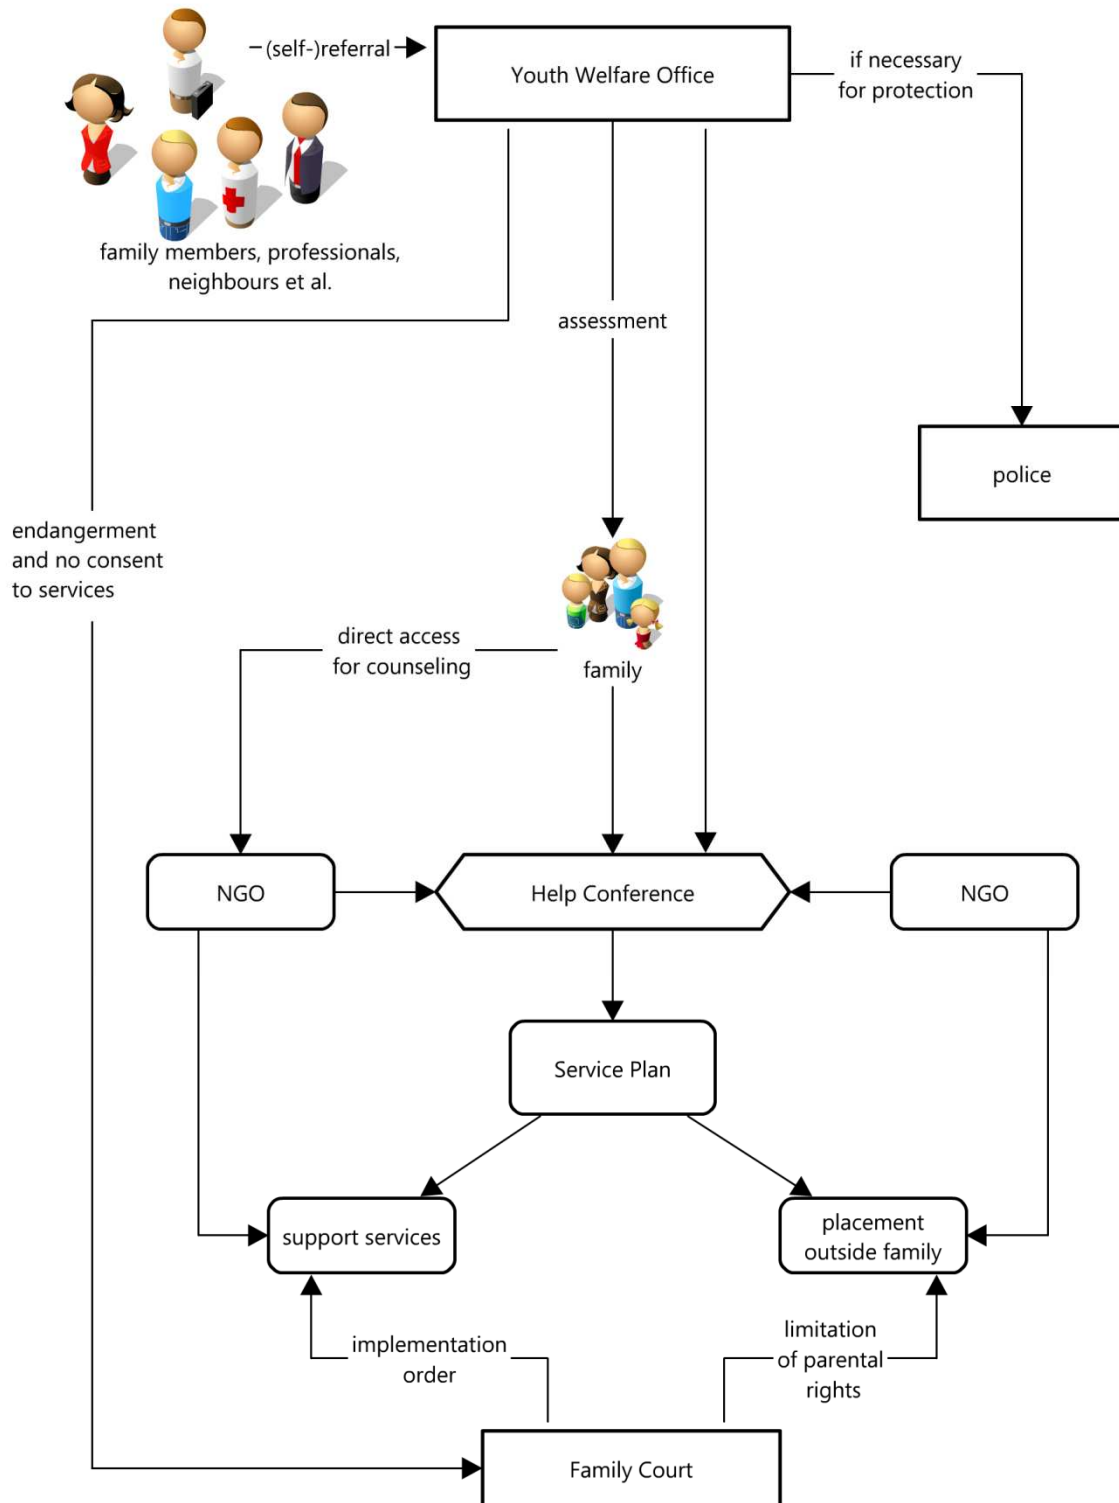 (self-)referral
Youth Welfare Office
if necessary
for protection
family members, professionals,
neighbours et al.
assessment
police
endangerment
and no consent
to services
direct access
for counseling
family
NGO
Help Conference
NGO
Service Plan
support services
placement
outside family
implementation
order
limitation
of parental
rights
Family Court